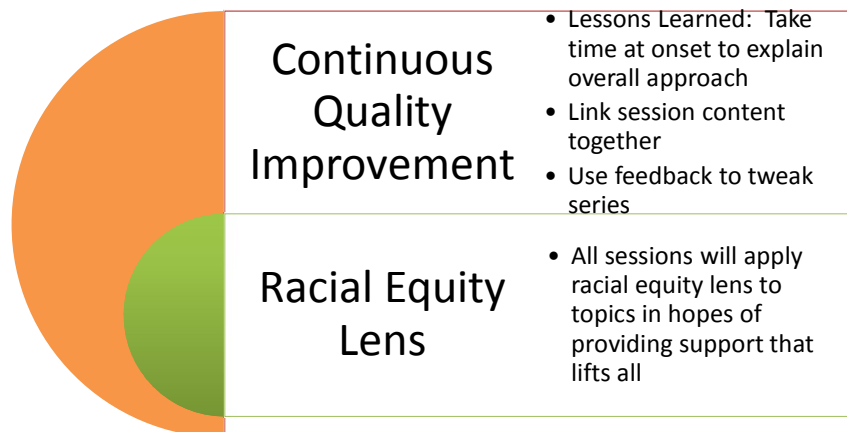 Continuous
Quality
Improvement
• Lessons Learned: Take
time at onset to explain
overall approach
• Link session content
together
• Use feedback to tweak
series
Racial Equity
Lens
• All sessions will apply
racial equity lens to
topics in hopes of
providing support that
lifts all